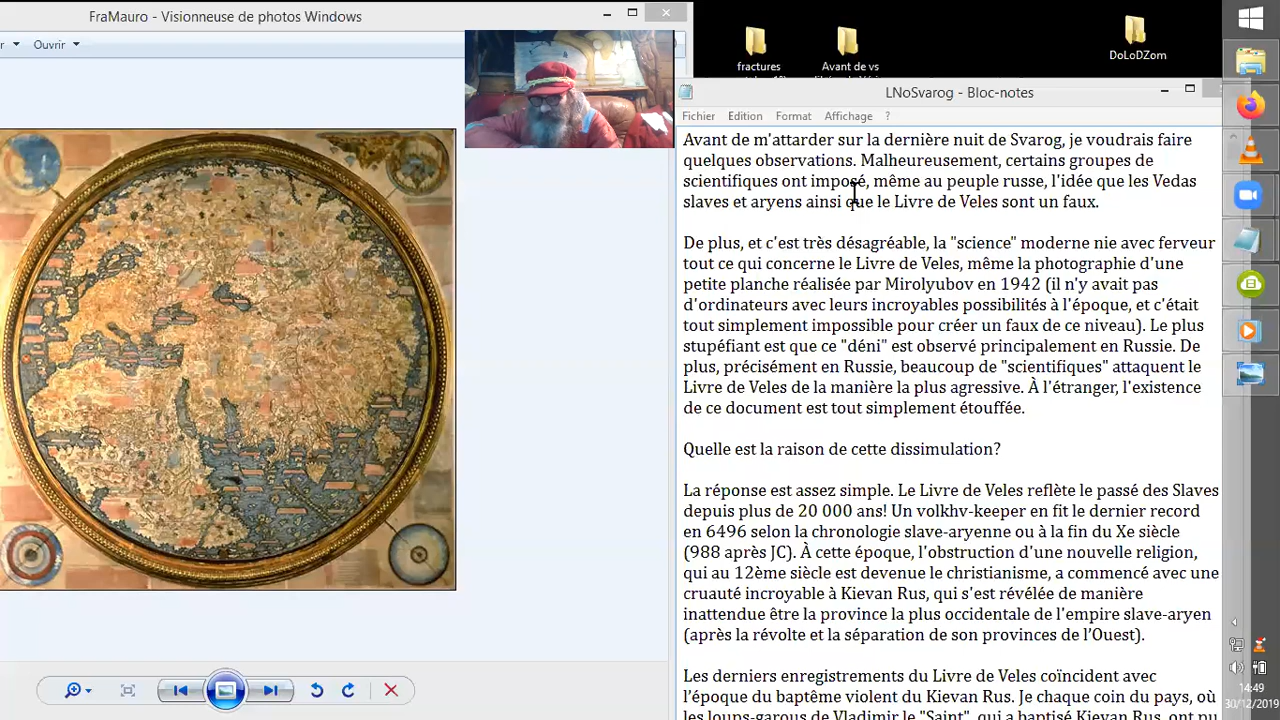 FraMauro - Visionneuse de photos Windows
r
Ouvrir
fractures
Avant de vs
DoLoDZom
LNoSvarog - Bloc-notes
Fichier Edition Format Affichage ?
Avant de m'attarder sur la dernière nuit de Svarog, je voudrais faire
quelques observations. Malheureusement, certains groupes de
scientifiques ont imposé, même au peuple russe, l'idée que les Vedas
slaves et aryens ainsi que le Livre de Veles sont un faux.
De plus, et c'est très désagréable, la "science" moderne nie avec ferveur
tout ce qui concerne le Livre de Veles, même la photographie d'une
petite planche réalisée par Mirolyubov en 1942 (il n'y avait pas
d'ordinateurs avec leurs incroyables possibilités à l'époque, et c'était
tout simplement impossible pour créer un faux de ce niveau). Le plus
stupéfiant est que ce "déni" est observé principalement en Russie. De
plus, précisément en Russie, beaucoup de "scientifiques" attaquent le
Livre de Veles de la manière la plus agressive. À l'étranger, l'existence
de ce document est tout simplement étouffée.
Quelle est la raison de cette dissimulation?
La réponse est assez simple. Le Livre de Veles reflète le passé des Slaves
depuis plus de 20 000 ans! Un volkhv-keeper en fit le dernier record
en 6496 selon la chronologie slave-aryenne ou à la fin du Xe siècle
(988 après JC). À cette époque, l'obstruction d'une nouvelle religion,
qui au 12ème siècle est devenue le christianisme, a commencé avec une
cruauté incroyable à Kievan Rus, qui s'est révélée de manière
inattendue être la province la plus occidentale de l'empire slave-aryen
(après la révolte et la séparation de son provinces de l'Ouest).
Les derniers enregistrements du Livre de Veles coïncident avec
l'époque du baptême violent du Kievan Rus. Je chaque coin du pays, où
les loups-garous de Vladimir le "Saint", qui a baptisé Kievan Rus, ont pu
14:49
30/12/2019